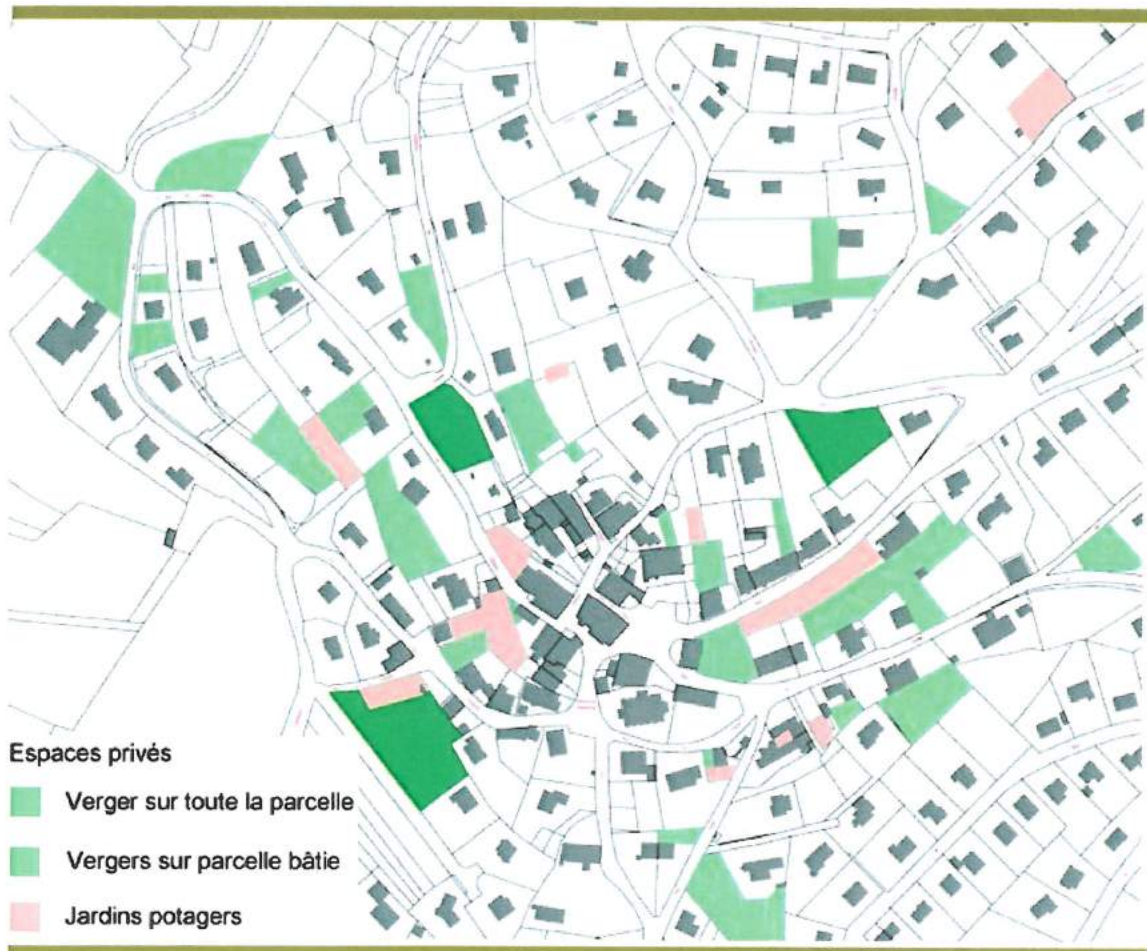 Espaces privés
Verger sur toute la parcelle
Vergers sur parcelle bâtie
Jardins potagers